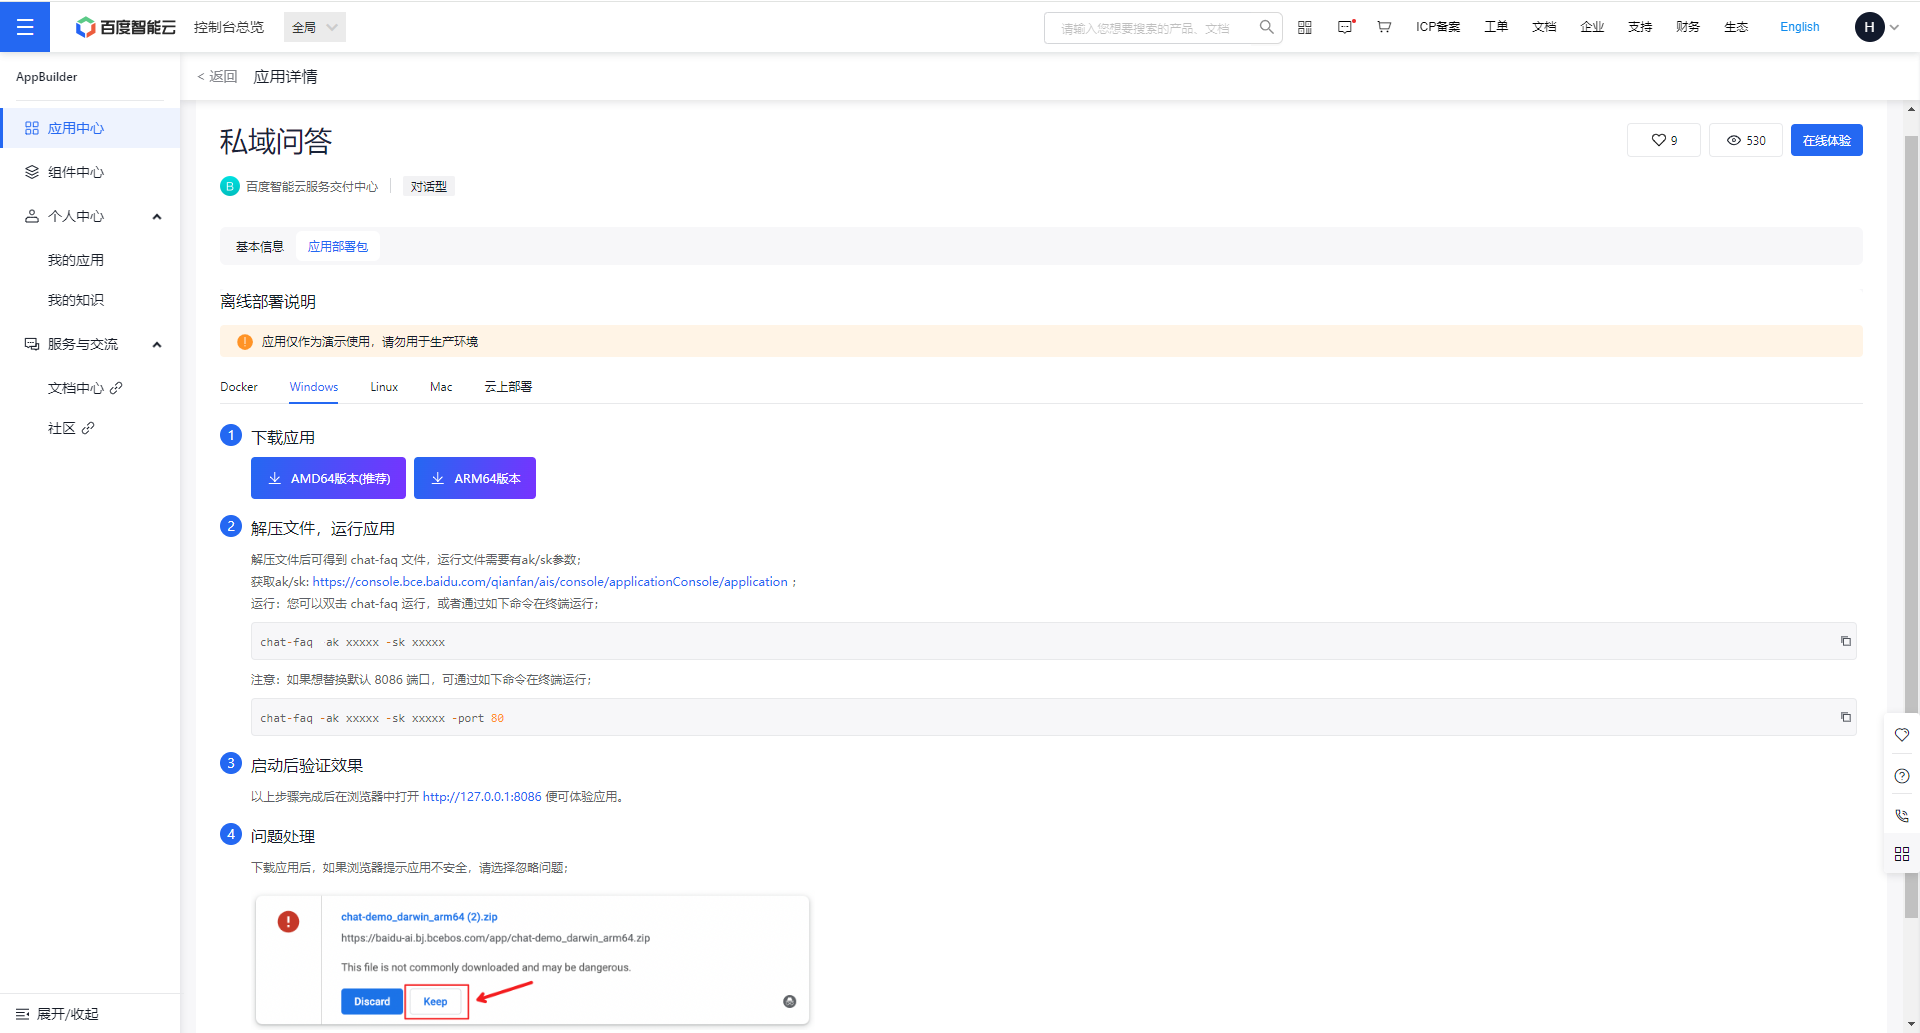 百度智能云
控制台总览
全局
请输入您想要搜索的产品、文档
ICP备案
工单
文档
企业
支持
财务
生态
English
H
AppBuilder
应用中心
组件中心
个人中心
我的应用
我的知识
服务与交流
文档中心
社区
展开/收起
< 返回
应用详情
私域问答
9
530
在线体验
B 百度智能云服务交付中心
对话型
基本信息
应用部署包
离线部署说明
应用仅作为演示使用，请勿用于生产环境
Docker
Windows
Linux
Mac
云上部署
1 下载应用
AMD64版本(推荐)
ARM64版本
2 解压文件，运行应用
解压文件后可得到 chat-faq 文件，运行文件需要有ak/sk参数；
获取ak/sk: https://console.bce.baidu.com/qianfan/ais/console/applicationConsole/application ；
运行：您可以双击 chat-faq 运行，或者通过如下命令在终端运行；
chat-faq  ak xxxxx -sk xxxxx
注意：如果想替换默认 8086 端口，可通过如下命令在终端运行；
chat-faq -ak xxxxx -sk xxxxx -port 80
3 启动后验证效果
以上步骤完成后在浏览器中打开 http://127.0.0.1:8086 便可体验应用。
4 问题处理
下载应用后，如果浏览器提示应用不安全，请选择忽略问题；
chat-demo_darwin_arm64 (2).zip
https://baidu-ai.bj.bcebos.com/app/chat-demo_darwin_arm64.zip
This file is not commonly downloaded and may be dangerous.
Discard
Keep